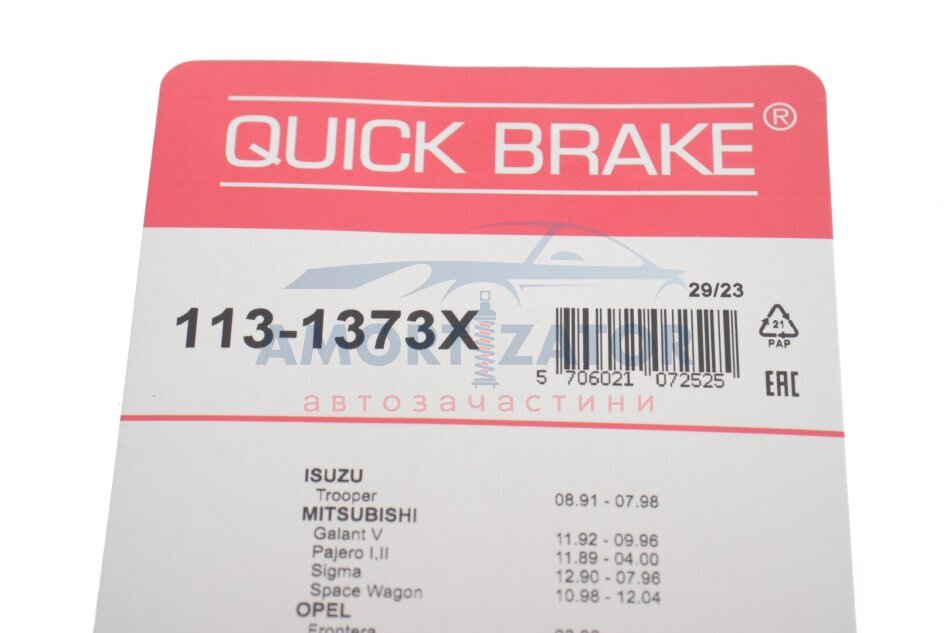 QUICK BRAKE®
29/23
113-1373X
21
PAP
5 706021 072525
EAC
AMORTIZATOR
автозачастини
ISUZU
Trooper 08.91 - 07.98
MITSUBISHI
Galant V 11.92 - 09.96
Pajero I,II 11.89 - 04.00
Sigma 12.90 - 07.96
Space Wagon 10.98 - 12.04
OPEL
Frontera